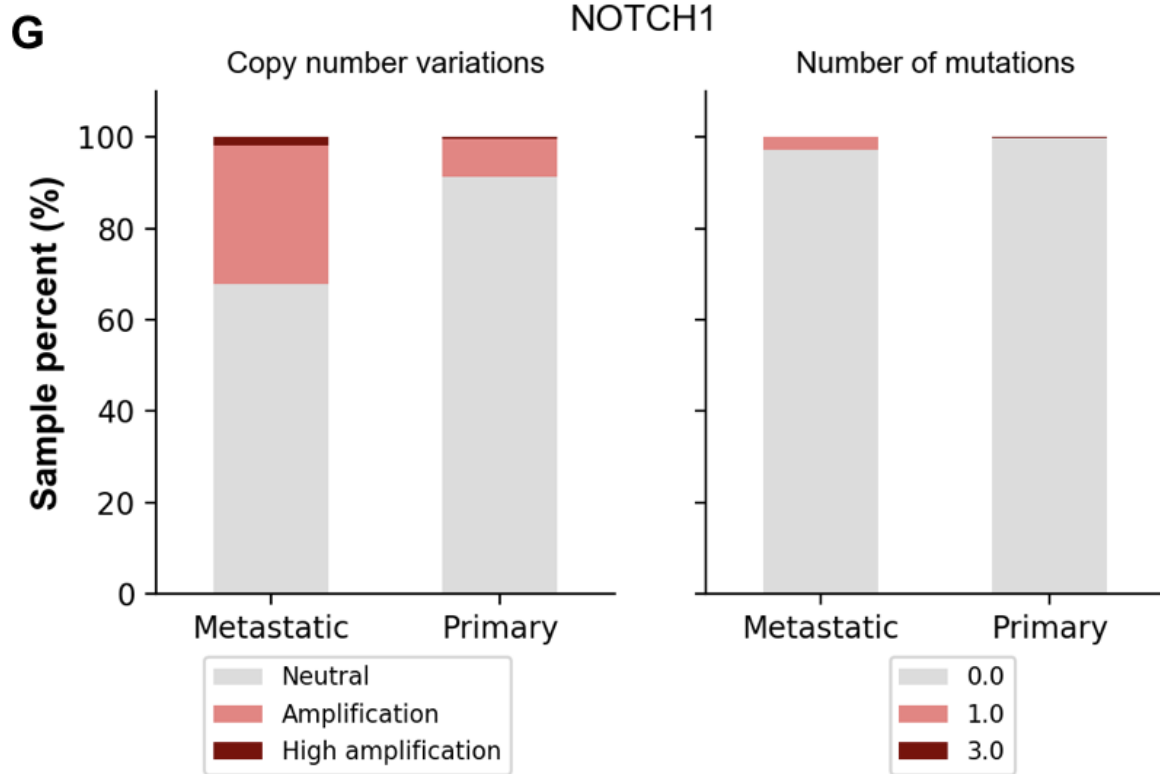 G
NOTCH1
Copy number variations
Number of mutations
Sample percent (%)
100
80
60
40
20
0
Metastatic
Primary
Metastatic
Primary
Neutral
Amplification
High amplification
0.0
1.0
3.0